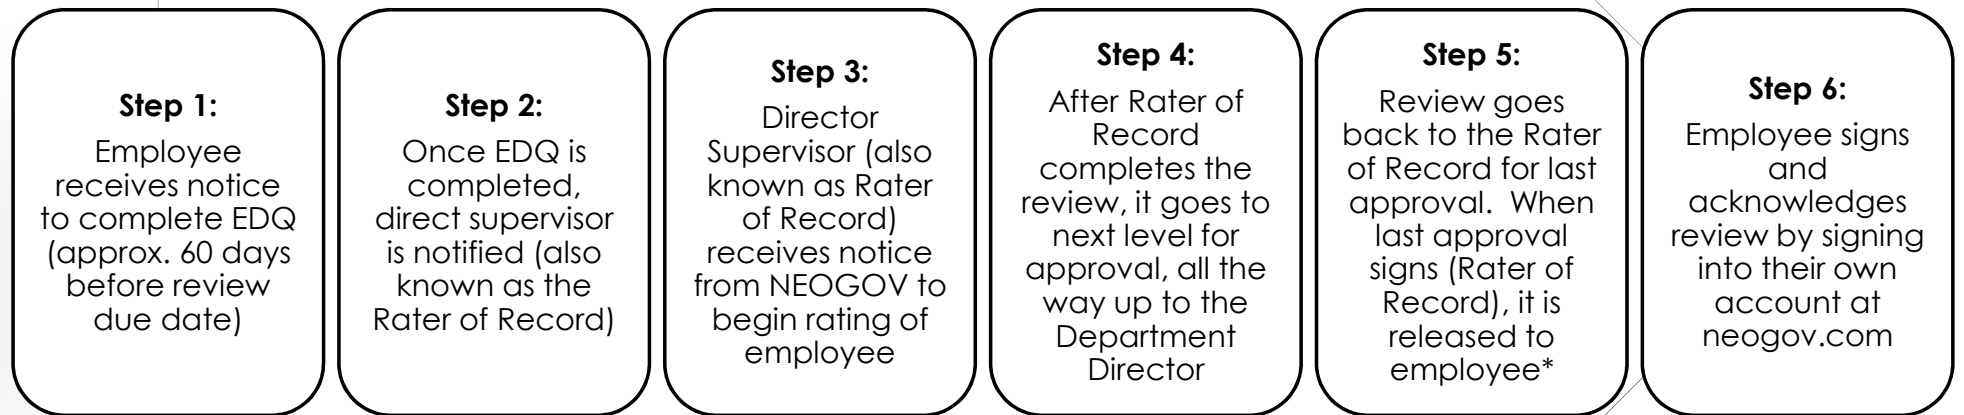 Step 1:
Employee
receives notice
to complete EDQ
(approx. 60 days
before review
due date)
Step 2:
Once EDQ is
completed,
direct supervisor
is notified (also
known as the
Rater of Record)
Step 3:
Director
Supervisor (also
known as Rater
of Record)
receives notice
from NEOGOV to
begin rating of
employee
Step 4:
After Rater of
Record
completes the
review, it goes to
next level for
approval, all the
way up to the
Department
Director
Step 5:
Review goes
back to the Rater
of Record for last
approval.  When
last approval
signs (Rater of
Record), it is
released to
employee*
Step 6:
Employee signs
and
acknowledges
review by signing
into their own
account at
neogov.com